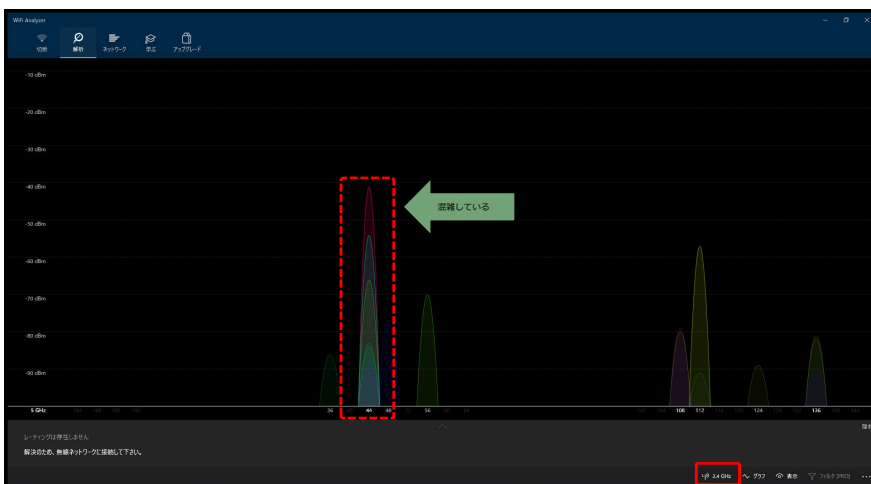 WiFi Analyzer
切断
解析
ネットワーク
学ぶ
アップグレード
-10 dBm
-20 dBm
-30 dBm
-40 dBm
混雑している
-50 dBm
-60 dBm
-70 dBm
-80 dBm
-90 dBm
5 GHz 36 44 48 56 108 112 124 136
レーティングは存在しません
解決のため、無線ネットワークに接続して下さい。
2.4 GHz グラフ 表示 フィルタ [PRO] ...